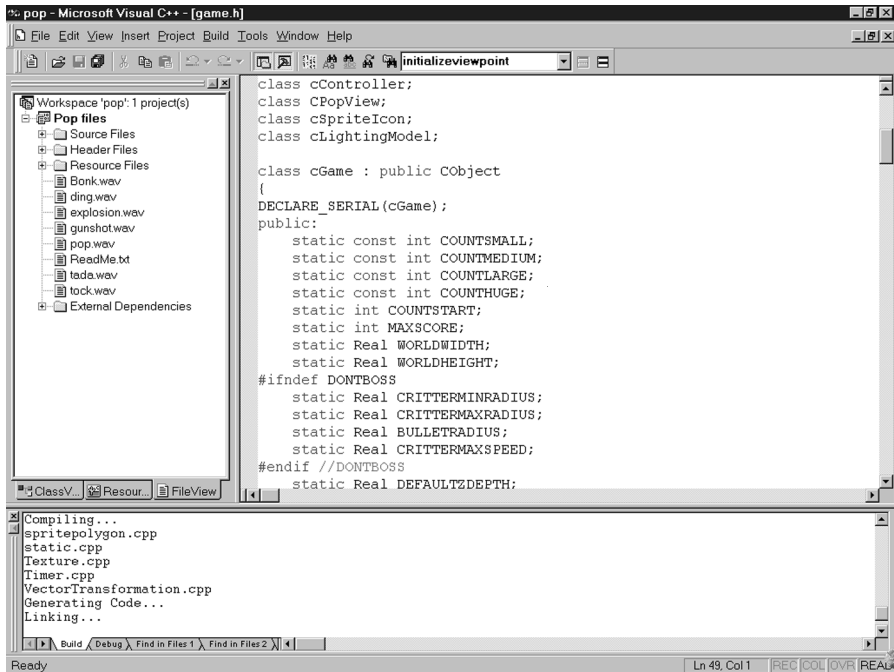 pop - Microsoft Visual C++ - [game.h]
File Edit View Insert Project Build Tools Window Help
initializeviewpoint
Workspace 'pop': 1 project(s)
Pop files
Source Files
Header Files
Resource Files
Bonk.wav
ding.wav
explosion.wav
gunshot.wav
pop.wav
ReadMe.txt
tada.wav
tock.wav
External Dependencies
ClassV... Resour... FileView
class cController;
class CPopView;
class cSpriteIcon;
class cLightingModel;
class cGame : public CObject
{
DECLARE_SERIAL(cGame);
public:
static const int COUNTSMALL;
static const int COUNTMEDIUM;
static const int COUNTLARGE;
static const int COUNTHUGE;
static int COUNTSTART;
static int MAXSCORE;
static Real WORLDWIDTH;
static Real WORLDHEIGHT;
#ifndef DONTBOSS
static Real CRITTERMINRADIUS;
static Real CRITTERMAXRADIUS;
static Real BULLETRADIUS;
static Real CRITTERMAXSPEED;
#endif //DONTBOSS
static Real DEFAULTZDEPTH;
Compiling...
spritepolygon.cpp
static.cpp
Texture.cpp
Timer.cpp
VectorTransformation.cpp
Generating Code...
Linking...
Build Debug Find in Files 1 Find in Files 2
Ready Ln 49, Col 1 REC COL OVR READ